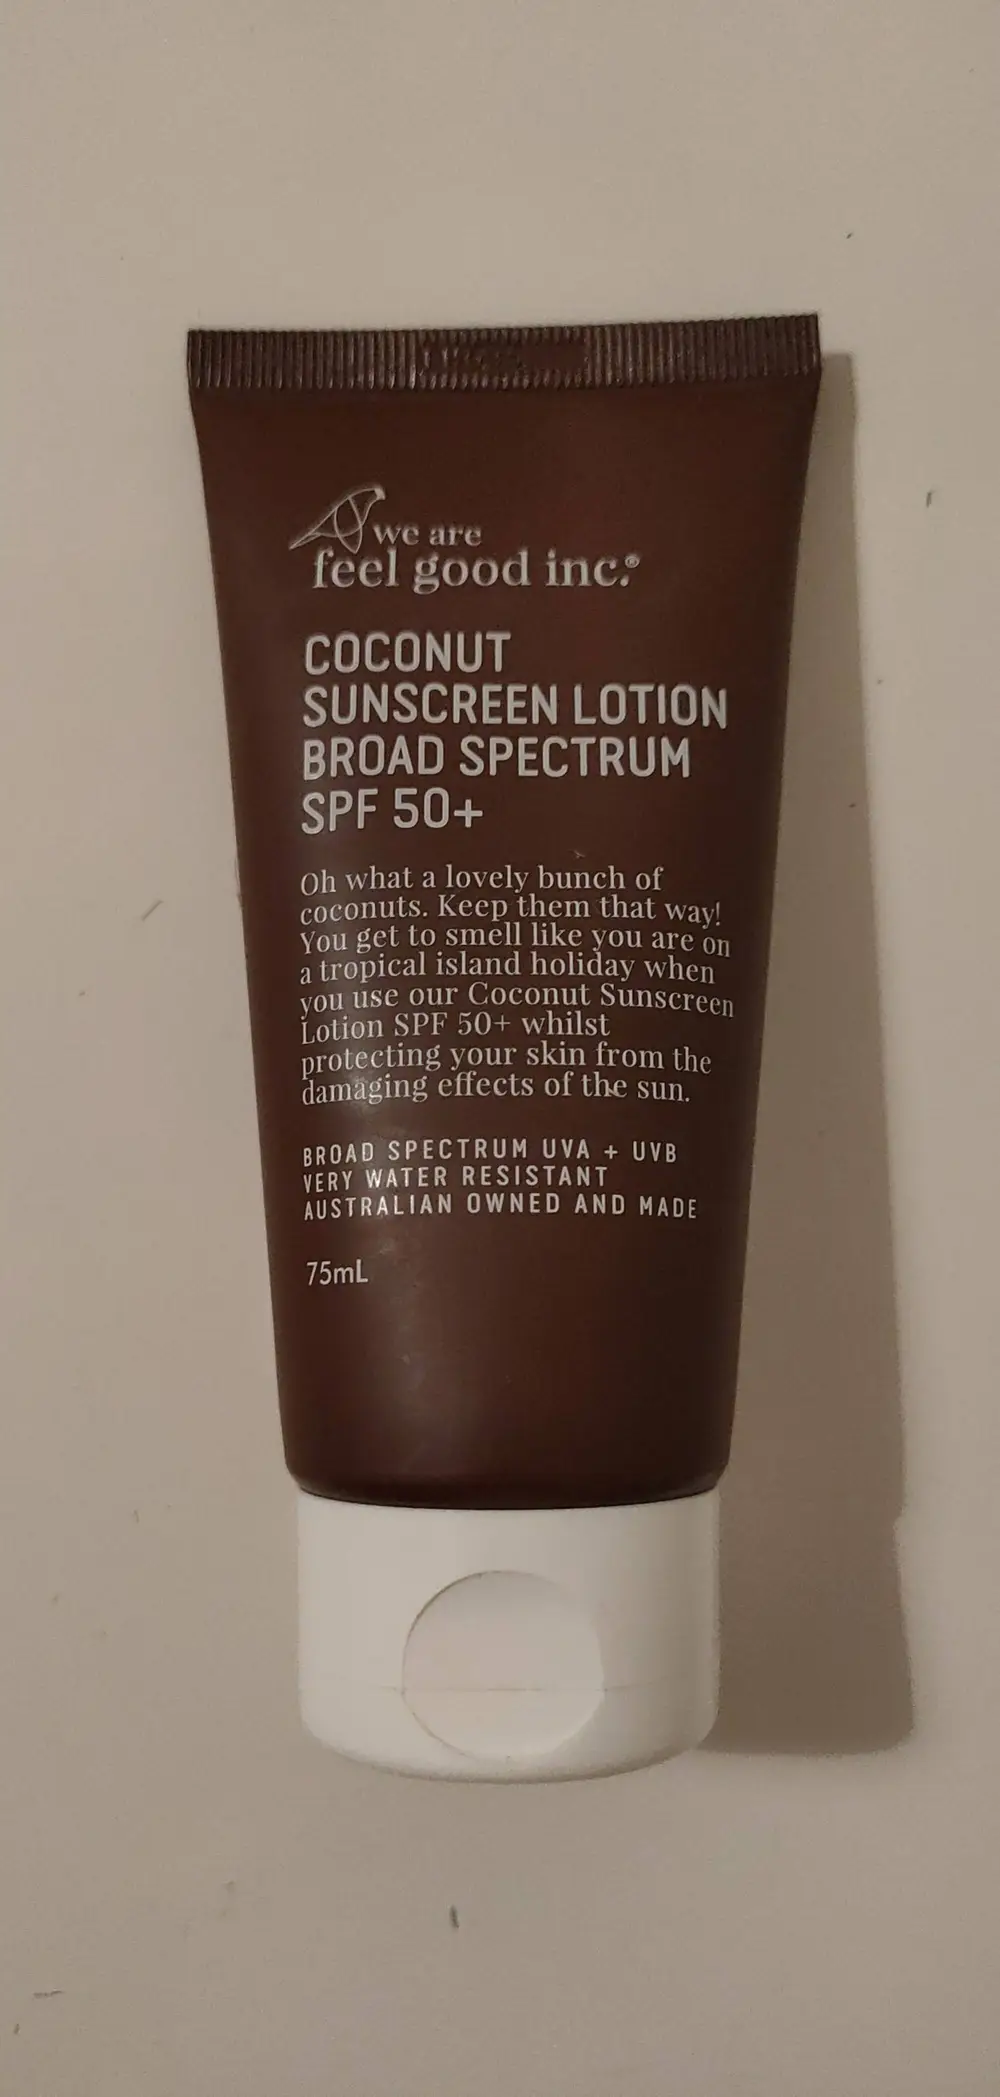 we are
feel good inc.®
COCONUT
SUNSCREEN LOTION
BROAD SPECTRUM
SPF 50+
Oh what a lovely bunch of
coconuts. Keep them that way!
You get to smell like you are on
a tropical island holiday when
you use our Coconut Sunscreen
Lotion SPF 50+ whilst
protecting your skin from the
damaging effects of the sun.
BROAD SPECTRUM UVA + UVB
VERY WATER RESISTANT
AUSTRALIAN OWNED AND MADE
75mL